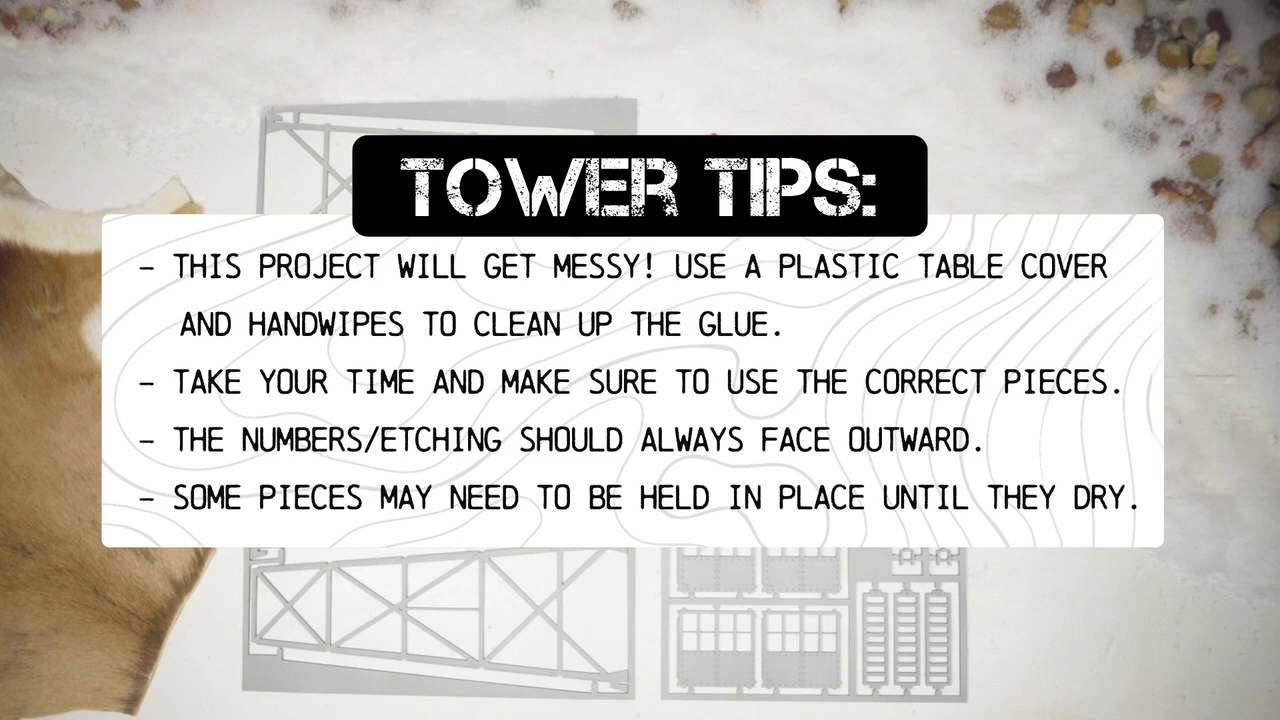 TOWER TIPS:
- THIS PROJECT WILL GET MESSY! USE A PLASTIC TABLE COVER
AND HANDWIPES TO CLEAN UP THE GLUE.
- TAKE YOUR TIME AND MAKE SURE TO USE THE CORRECT PIECES.
- THE NUMBERS/ETCHING SHOULD ALWAYS FACE OUTWARD.
- SOME PIECES MAY NEED TO BE HELD IN PLACE UNTIL THEY DRY.